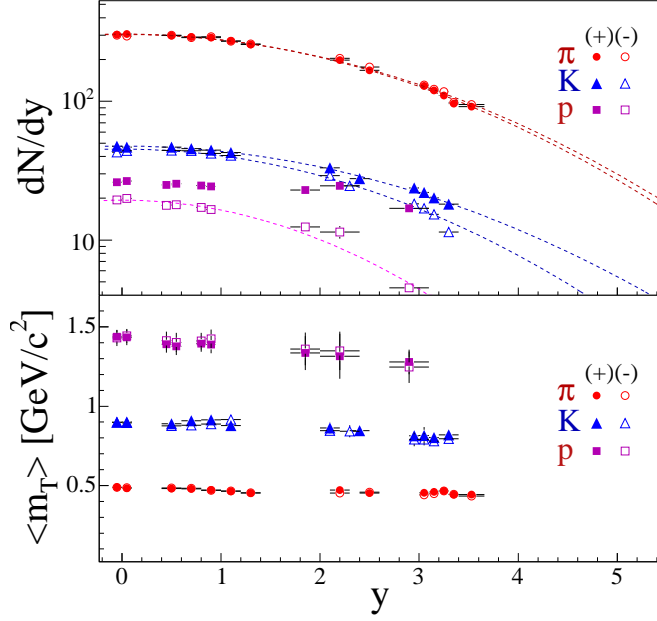 (+)(-)
π
K
p
10²
10
dN/dy
1.5
1
0.5
<m_T> [GeV/c²]
(+)(-)
π
K
p
0 1 2 3 4 5
y